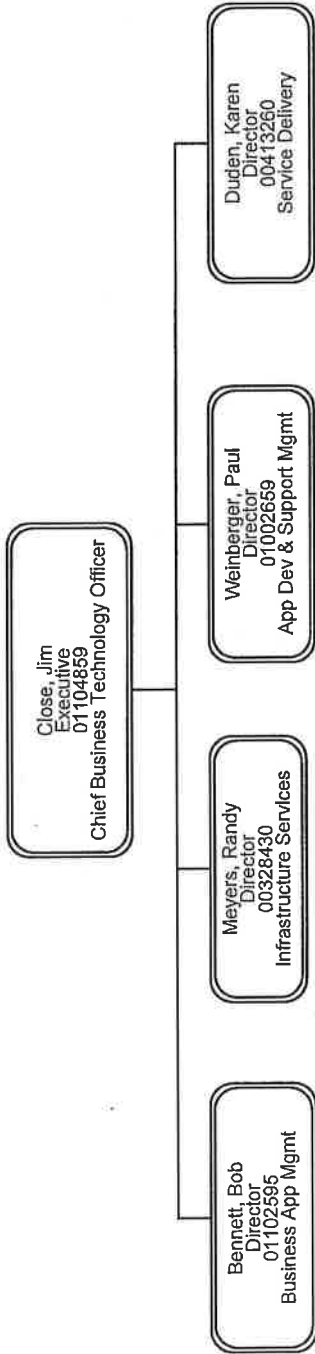 Close, Jim
Executive
01104859
Chief Business Technology Officer
Bennett, Bob
Director
01102595
Business App Mgmt
Meyers, Randy
Director
00328430
Infrastructure Services
Weinberger, Paul
Director
01002659
App Dev & Support Mgmt
Duden, Karen
Director
00413260
Service Delivery